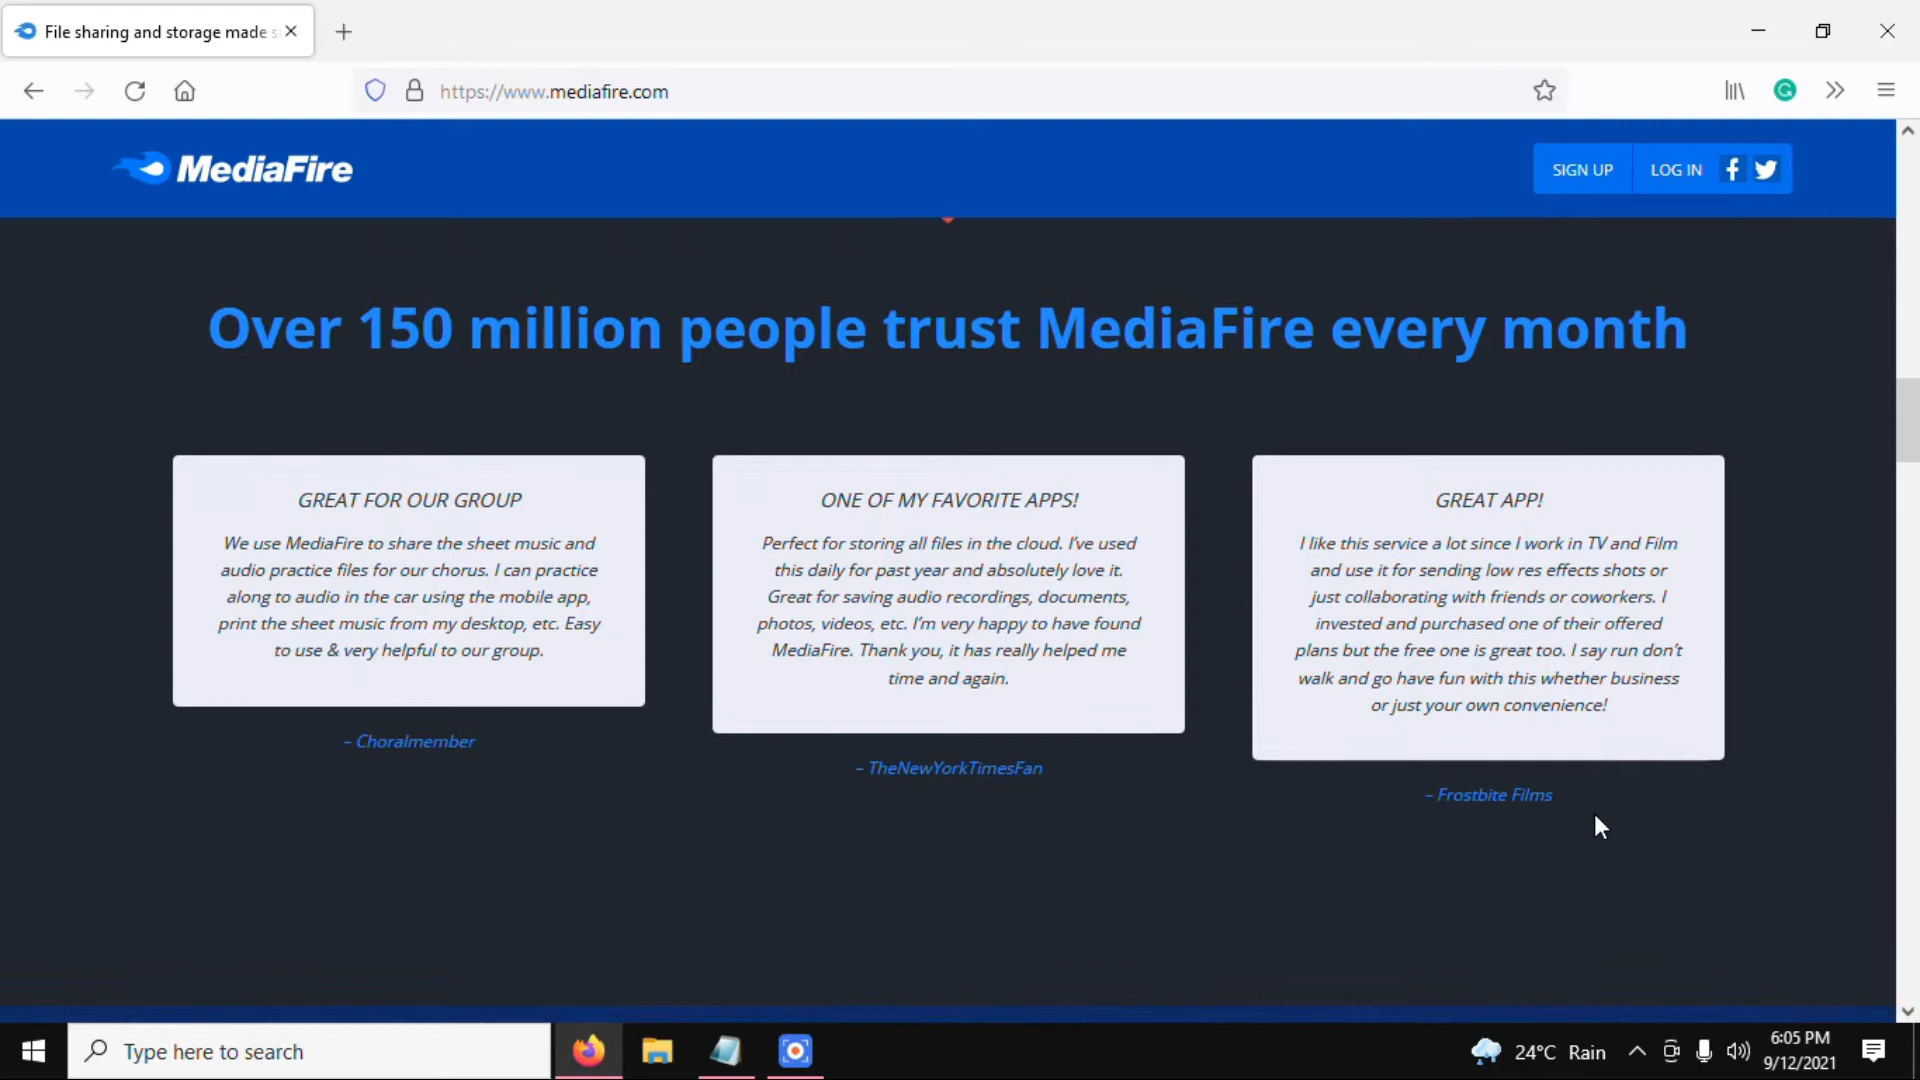 File sharing and storage made s
https://www.mediafire.com
MediaFire
SIGN UP
LOG IN
Over 150 million people trust MediaFire every month
GREAT FOR OUR GROUP
We use MediaFire to share the sheet music and
audio practice files for our chorus. I can practice
along to audio in the car using the mobile app,
print the sheet music from my desktop, etc. Easy
to use & very helpful to our group.
– Choralmember
ONE OF MY FAVORITE APPS!
Perfect for storing all files in the cloud. I’ve used
this daily for past year and absolutely love it.
Great for saving audio recordings, documents,
photos, videos, etc. I’m very happy to have found
MediaFire. Thank you, it has really helped me
time and again.
– TheNewYorkTimesFan
GREAT APP!
I like this service a lot since I work in TV and Film
and use it for sending low res effects shots or
just collaborating with friends or coworkers. I
invested and purchased one of their offered
plans but the free one is great too. I say run don’t
walk and go have fun with this whether business
or just your own convenience!
– Frostbite Films
Type here to search
24°C Rain
6:05 PM
9/12/2021